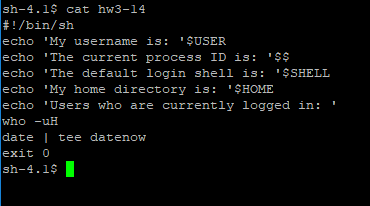 sh-4.1$ cat hw3-14
#!/bin/sh
echo 'My username is: '$USER
echo 'The current process ID is: '$$
echo 'The default login shell is: '$SHELL
echo 'My home directory is: '$HOME
echo 'Users who are currently logged in: '
who -uH
date | tee datenow
exit 0
sh-4.1$